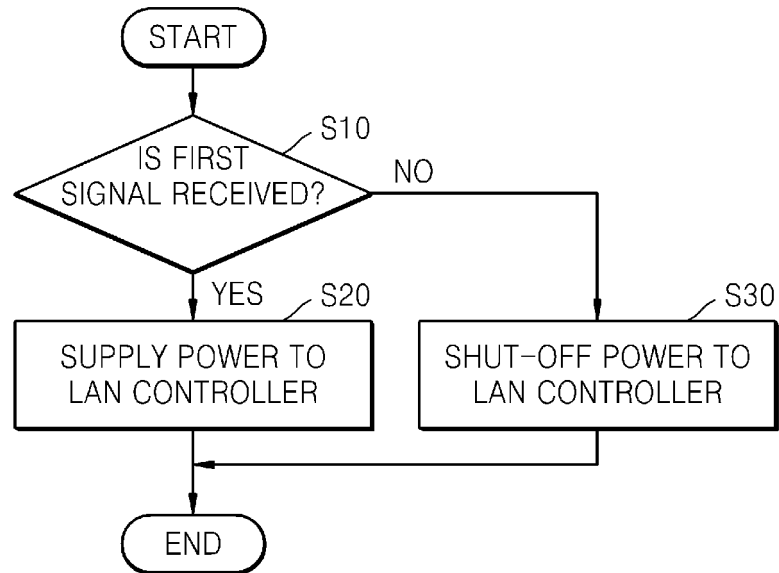 START
S10
IS FIRST
SIGNAL RECEIVED?
NO
YES
S20
SUPPLY POWER TO
LAN CONTROLLER
S30
SHUT-OFF POWER TO
LAN CONTROLLER
END